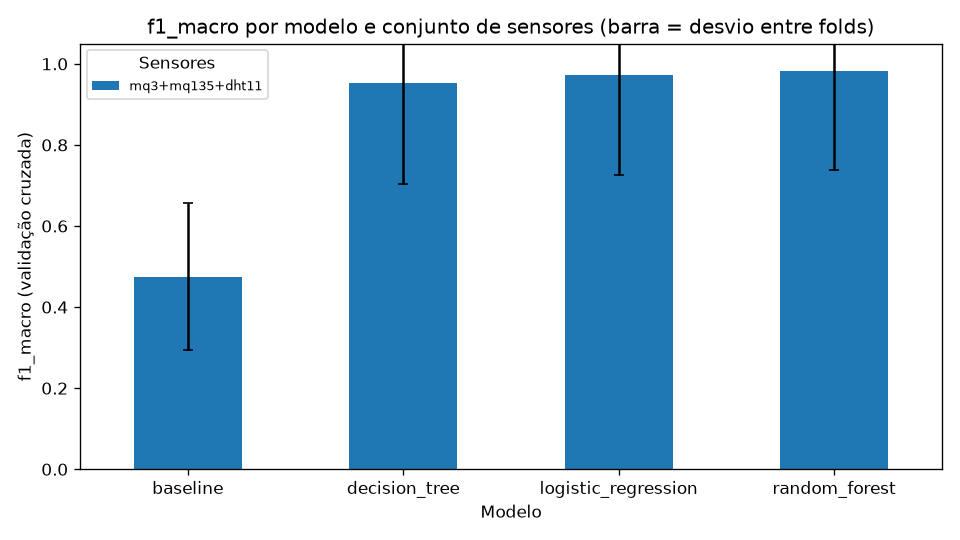 f1_macro por modelo e conjunto de sensores (barra = desvio entre folds)
Sensores
mq3+mq135+dht11
f1_macro (validação cruzada)
1.0
0.8
0.6
0.4
0.2
0.0
baseline
decision_tree
logistic_regression
random_forest
Modelo